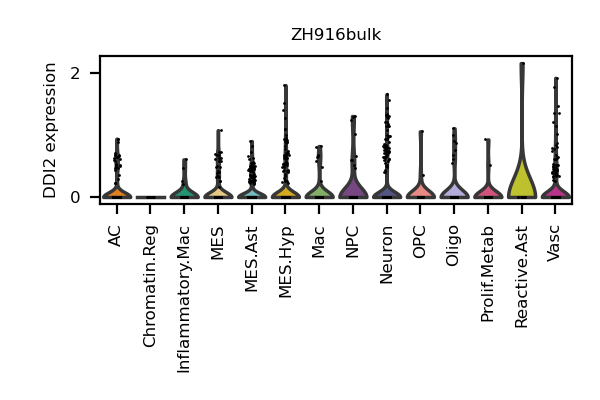 ZH916bulk
DDI2 expression
2
0
AC
Chromatin.Reg
Inflammatory.Mac
MES
MES.Ast
MES.Hyp
Mac
NPC
Neuron
OPC
Oligo
Prolif.Metab
Reactive.Ast
Vasc